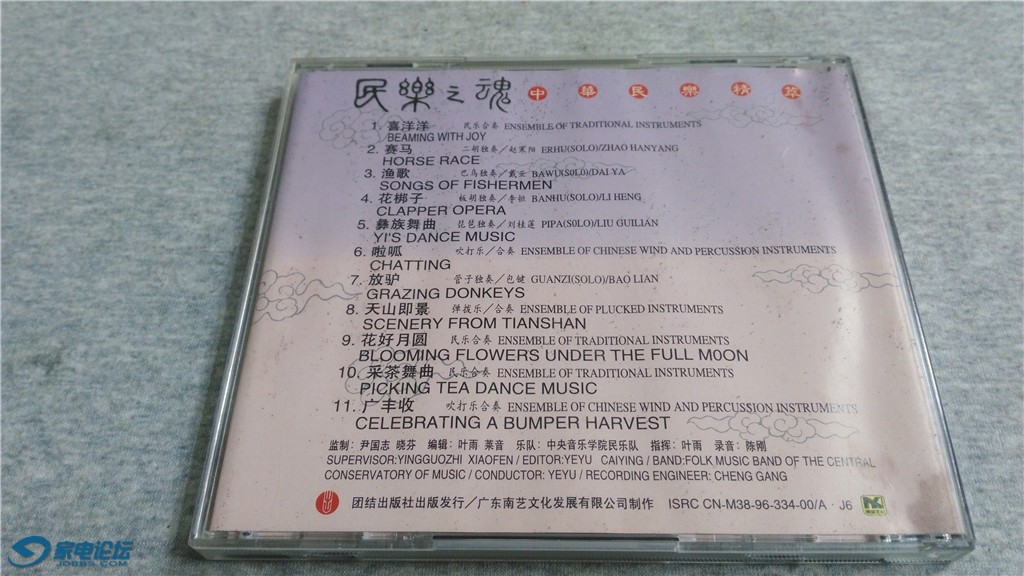 民樂之魂 中華民樂精萃
1. 喜洋洋 民乐合奏 ENSEMBLE OF TRADITIONAL INSTRUMENTS
BEAMING WITH JOY
2. 赛马 二胡独奏/赵寒阳 ERHU(SOLO)/ZHAO HANYANG
HORSE RACE
3. 渔歌 巴乌独奏/戴亚 BAWU(SOLO)/DAI YA
SONGS OF FISHERMEN
4. 花梆子 板胡独奏/李恒 BANHU(SOLO)/LI HENG
CLAPPER OPERA
5. 彝族舞曲 琵琶独奏/刘桂莲 PIPA(SOLO)/LIU GUILIAN
YI'S DANCE MUSIC
6. 啦呱 吹打乐/合奏 ENSEMBLE OF CHINESE WIND AND PERCUSSION INSTRUMENTS
CHATTING
7. 放驴 管子独奏/包键 GUANZI(SOLO)/BAO LIAN
GRAZING DONKEYS
8. 天山即景 弹拨乐/合奏 ENSEMBLE OF PLUCKED INSTRUMENTS
SCENERY FROM TIANSHAN
9. 花好月圆 民乐合奏 ENSEMBLE OF TRADITIONAL INSTRUMENTS
BLOOMING FLOWERS UNDER THE FULL MOON
10. 采茶舞曲 民乐合奏 ENSEMBLE OF TRADITIONAL INSTRUMENTS
PICKING TEA DANCE MUSIC
11. 广丰收 吹打乐合奏 ENSEMBLE OF CHINESE WIND AND PERCUSSION INSTRUMENTS
CELEBRATING A BUMPER HARVEST
监制:尹国志 晓芬 编辑:叶雨 莱音 乐队:中央音乐学院民乐队 指挥:叶雨 录音:陈刚
SUPERVISOR:YINGGUOZHI XIAOFEN / EDITOR:YEYU CAIYING / BAND:FOLK MUSIC BAND OF THE CENTRAL
CONSERVATORY OF MUSIC / CONDUCTOR: YEYU / RECORDING ENGINEER: CHENG GANG
团结出版社出版发行/广东南艺文化发展有限公司制作 ISRC CN-M38-96-334-00/A·J6
家电论坛
JDBBS.COM